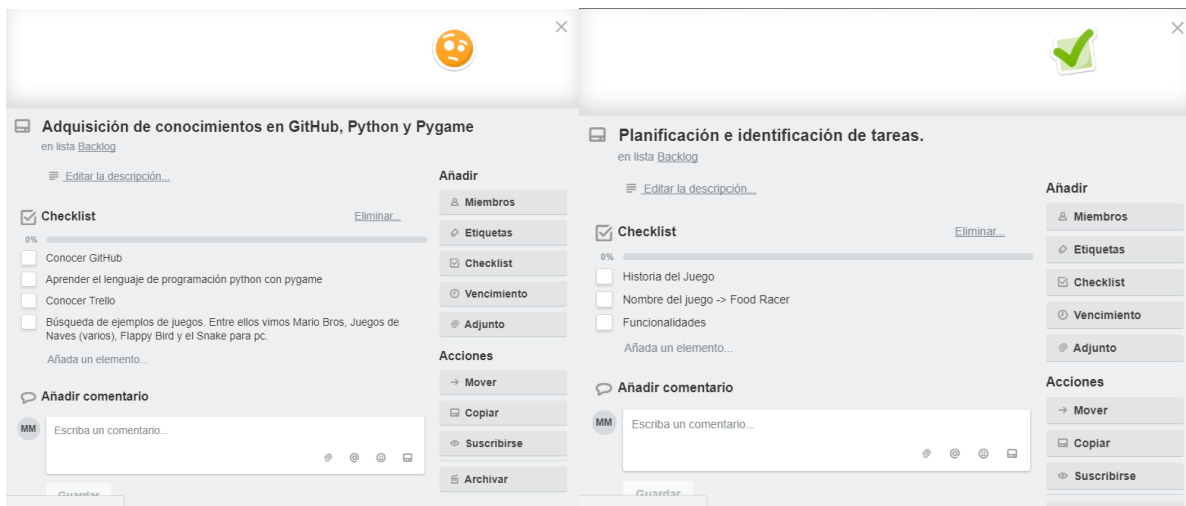 Adquisición de conocimientos en GitHub, Python y Pygame
en lista Backlog
Editar la descripción...
Checklist
Eliminar...
0%
Conocer GitHub
Aprender el lenguaje de programación python con pygame
Conocer Trello
Búsqueda de ejemplos de juegos. Entre ellos vimos Mario Bros, Juegos de
Naves (varios), Flappy Bird y el Snake para pc.
Añada un elemento...
Añadir comentario
MM
Escriba un comentario...
Guardar
Añadir
Miembros
Etiquetas
Checklist
Vencimiento
Adjunto
Acciones
Mover
Copiar
Suscribirse
Archivar
Planificación e identificación de tareas.
en lista Backlog
Editar la descripción...
Checklist
Eliminar...
0%
Historia del Juego
Nombre del juego -> Food Racer
Funcionalidades
Añada un elemento...
Añadir comentario
MM
Escriba un comentario...
Guardar
Añadir
Miembros
Etiquetas
Checklist
Vencimiento
Adjunto
Acciones
Mover
Copiar
Suscribirse